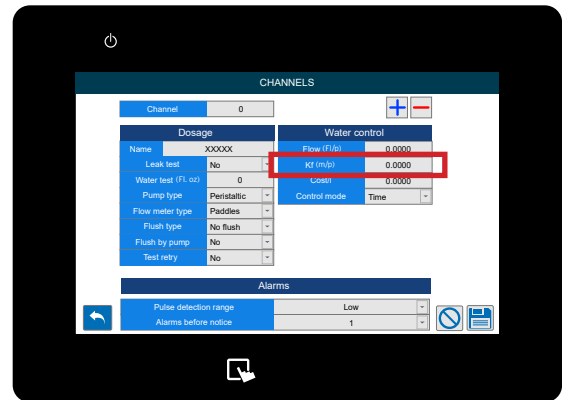 CHANNELS
Channel 0
Dosage
Name XXXXX
Leak test No
Water test (FL oz) 0
Pump type Peristaltic
Flow meter type Paddles
Flush type No flush
Flush by pump No
Test retry No
Water control
Flow (Fl/p) 0.0000
Kf (m/p) 0.0000
Cost/l 0.0000
Control mode Time
Alarms
Pulse detection range Low
Alarms before notice 1